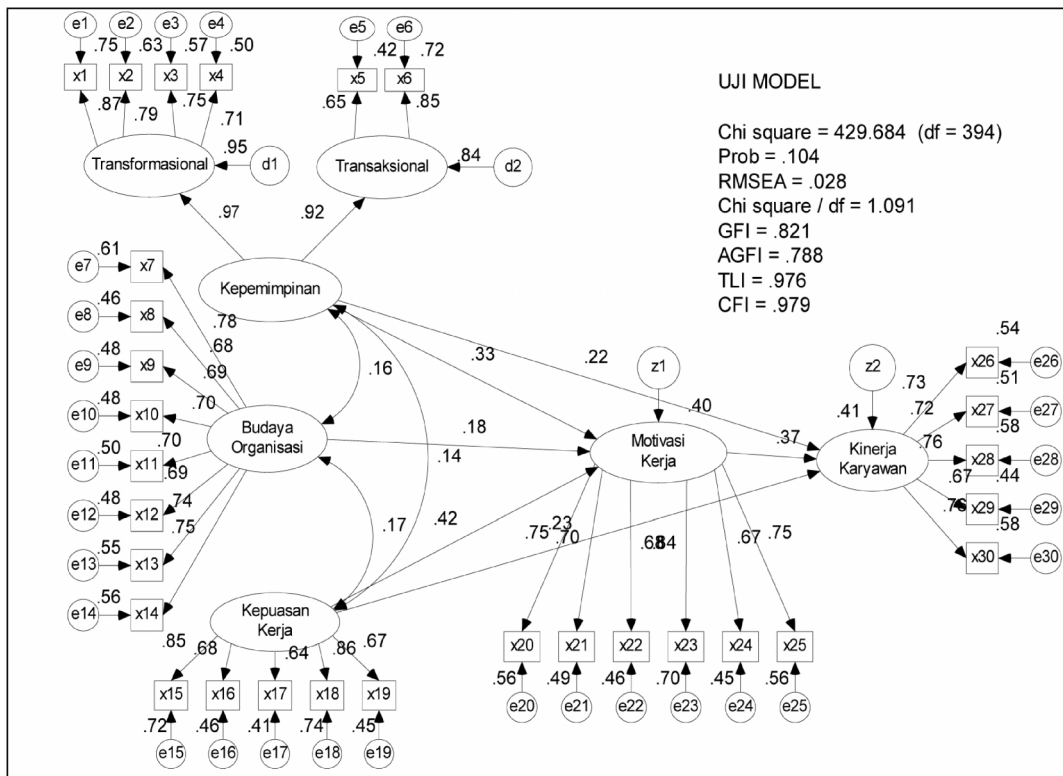 e1 e2 e3 e4 e5 e6
.75 .63 .57 .50 .42 .72
x1 x2 x3 x4 x5 x6
.87 .79 .75 .71 .65 .85
Transformasional .95 d1 Transaksional .84 d2
.97 .92
UJI MODEL
Chi square = 429.684 (df = 394)
Prob = .104
RMSEA = .028
Chi square / df = 1.091
GFI = .821
AGFI = .788
TLI = .976
CFI = .979
Kepemimpinan
.61
e7 x7
.46
e8 x8
.48
e9 x9
.48
e10 x10
.50
e11 x11
.48
e12 x12
.55
e13 x13
.56
e14 x14
.78
.68
.69
.70
.70
.69
.74
.75
Budaya
Organisasi
.16
.14
.17
.33
.22
.18
.42
.23
z1
.40
Motivasi
Kerja
.37
z2
.41
Kinerja
Karyawan
.73
.72
.76
.67
.76
.54
x26 e26
.51
x27 e27
.58
x28 e28
.44
x29 e29
.58
x30 e30
Kepuasan
Kerja
.85 .68 .64 .86 .67
x15 x16 x17 x18 x19
.72 .46 .41 .74 .45
e15 e16 e17 e18 e19
.75 .70 .68 .84 .67 .75
x20 x21 x22 x23 x24 x25
.56 .49 .46 .70 .45 .56
e20 e21 e22 e23 e24 e25